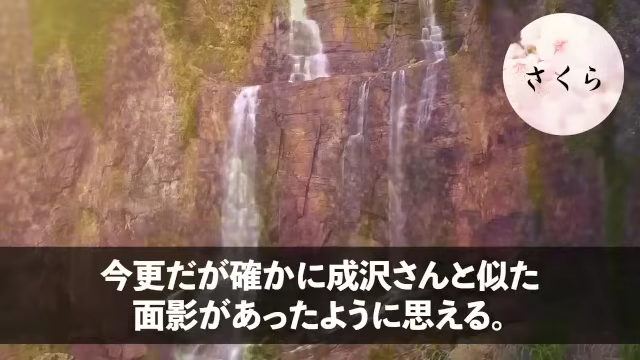 さくら
今更だが確かに成沢さんと似た
面影があったように思える。